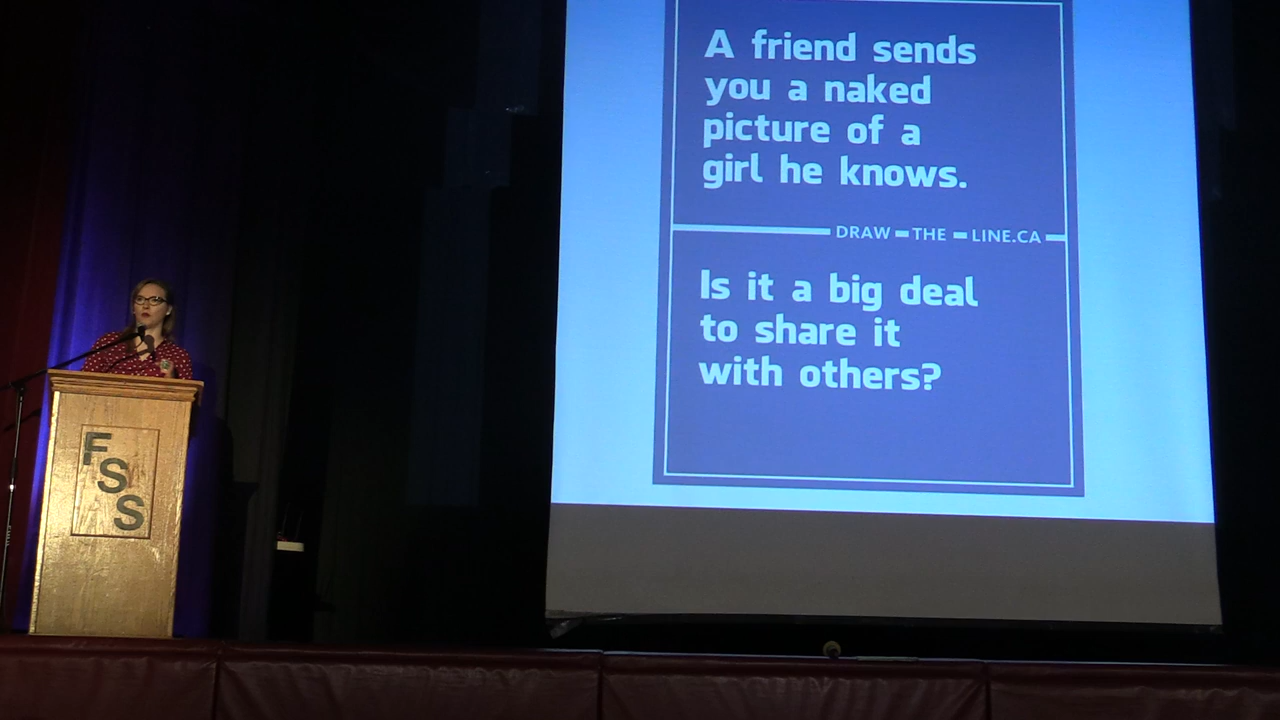 A friend sends
you a naked
picture of a
girl he knows.
DRAW THE LINE.CA
Is it a big deal
to share it
with others?
FSS